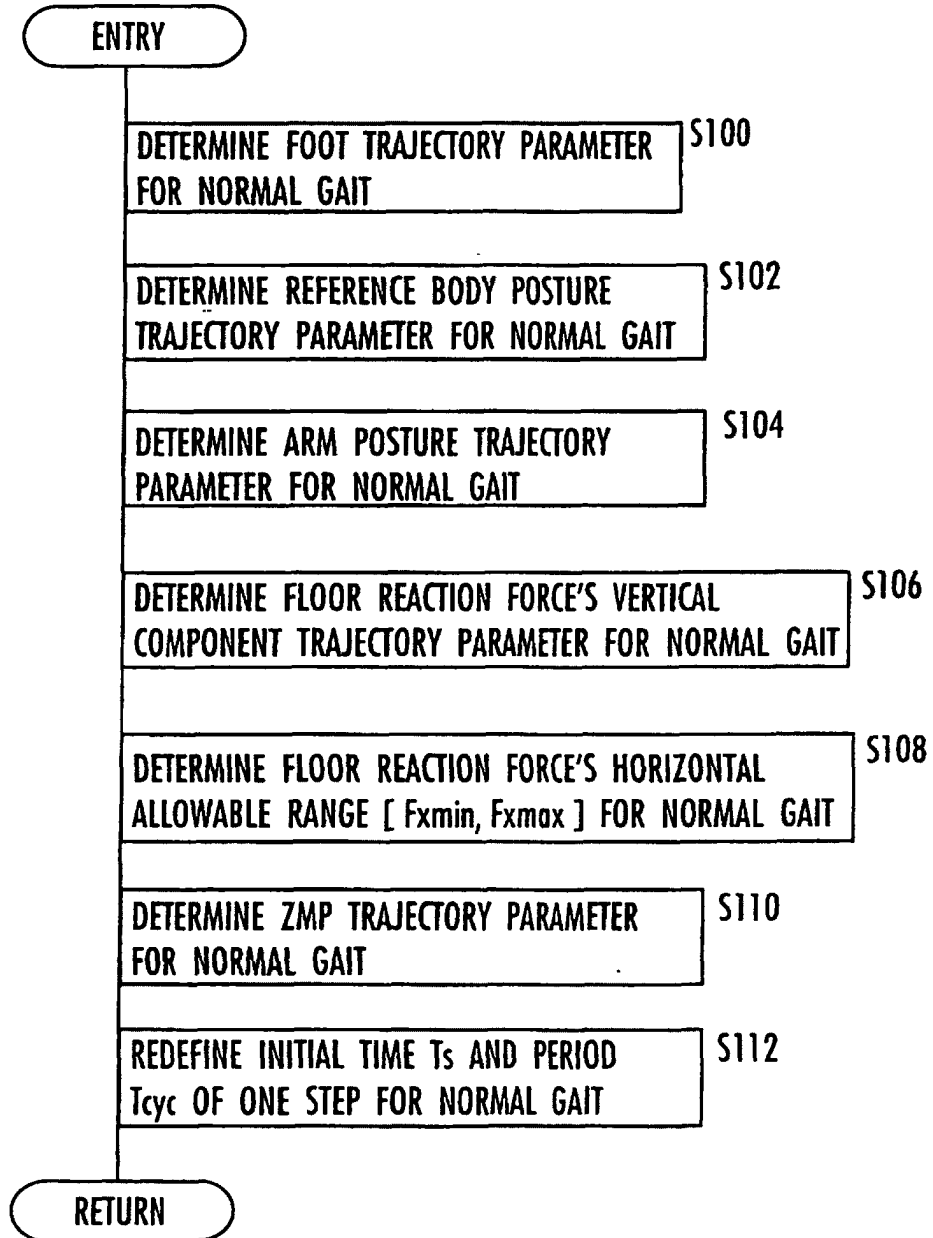 ENTRY
DETERMINE FOOT TRAJECTORY PARAMETER
FOR NORMAL GAIT
S100
DETERMINE REFERENCE BODY POSTURE
TRAJECTORY PARAMETER FOR NORMAL GAIT
S102
DETERMINE ARM POSTURE TRAJECTORY
PARAMETER FOR NORMAL GAIT
S104
DETERMINE FLOOR REACTION FORCE'S VERTICAL
COMPONENT TRAJECTORY PARAMETER FOR NORMAL GAIT
S106
DETERMINE FLOOR REACTION FORCE'S HORIZONTAL
ALLOWABLE RANGE [ Fxmin, Fxmax ] FOR NORMAL GAIT
S108
DETERMINE ZMP TRAJECTORY PARAMETER
FOR NORMAL GAIT
S110
REDEFINE INITIAL TIME Ts AND PERIOD
Tcyc OF ONE STEP FOR NORMAL GAIT
S112
RETURN